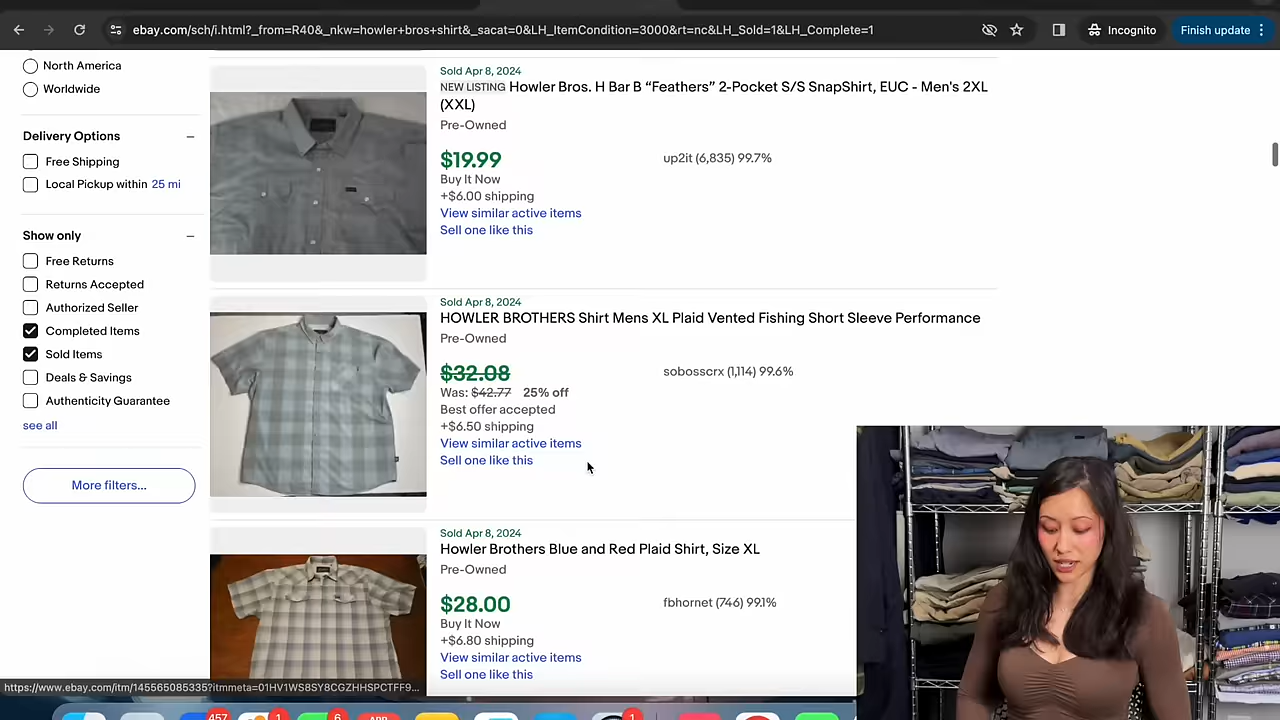 ebay.com/sch/i.html?_from=R40&_nkw=howler+bros+shirt&_sacat=0&LH_ItemCondition=3000&rt=nc&LH_Sold=1&LH_Complete=1
Incognito
Finish update
North America
Worldwide
Delivery Options
Free Shipping
Local Pickup within 25 mi
Show only
Free Returns
Returns Accepted
Authorized Seller
Completed Items
Sold Items
Deals & Savings
Authenticity Guarantee
see all
More filters...
Sold Apr 8, 2024
NEW LISTING Howler Bros. H Bar B “Feathers” 2-Pocket S/S SnapShirt, EUC - Men's 2XL
(XXL)
Pre-Owned
$19.99
up2it (6,835) 99.7%
Buy It Now
+$6.00 shipping
View similar active items
Sell one like this
Sold Apr 8, 2024
HOWLER BROTHERS Shirt Mens XL Plaid Vented Fishing Short Sleeve Performance
Pre-Owned
$32.08
sobosscrx (1,114) 99.6%
Was: $42.77 25% off
Best offer accepted
+$6.50 shipping
View similar active items
Sell one like this
Sold Apr 8, 2024
Howler Brothers Blue and Red Plaid Shirt, Size XL
Pre-Owned
$28.00
fbhornet (746) 99.1%
Buy It Now
+$6.80 shipping
View similar active items
Sell one like this
https://www.ebay.com/itm/145565085335?itmmeta=01HV1WS8SY8CGZHHSPCTFF9...
457
1
6
APR
1